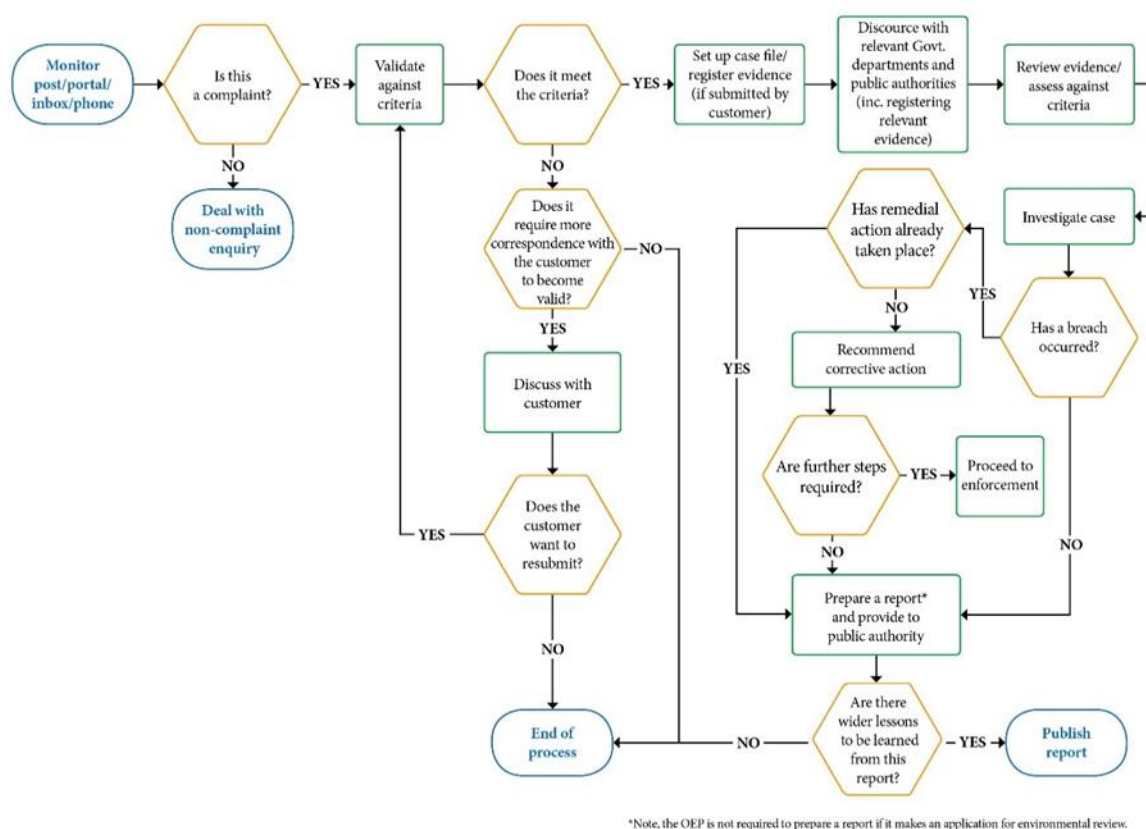 Monitor
post/portal/
inbox/phone
Is this
a complaint?
YES
Validate
against
criteria
Does it meet
the criteria?
YES
Set up case file/
register evidence
(if submitted by
customer)
Discource with
relevant Govt.
departments and
public authorities
(inc. registering
relevant
evidence)
Review evidence/
assess against
criteria
NO
Deal with
non-complaint
enquiry
NO
Does it
require more
correspondence with
the customer
to become
valid?
NO
YES
Discuss with
customer
Does the
customer
want to
resubmit?
YES
NO
End of
process
Investigate case
Has a breach
occurred?
YES
NO
Has remedial
action already
taken place?
YES
NO
Recommend
corrective action
Are further steps
required?
YES
Proceed to
enforcement
NO
Prepare a report*
and provide to
public authority
Are there
wider lessons
to be learned
from this
report?
NO
YES
Publish
report
*Note, the OEP is not required to prepare a report if it makes an application for environmental review.